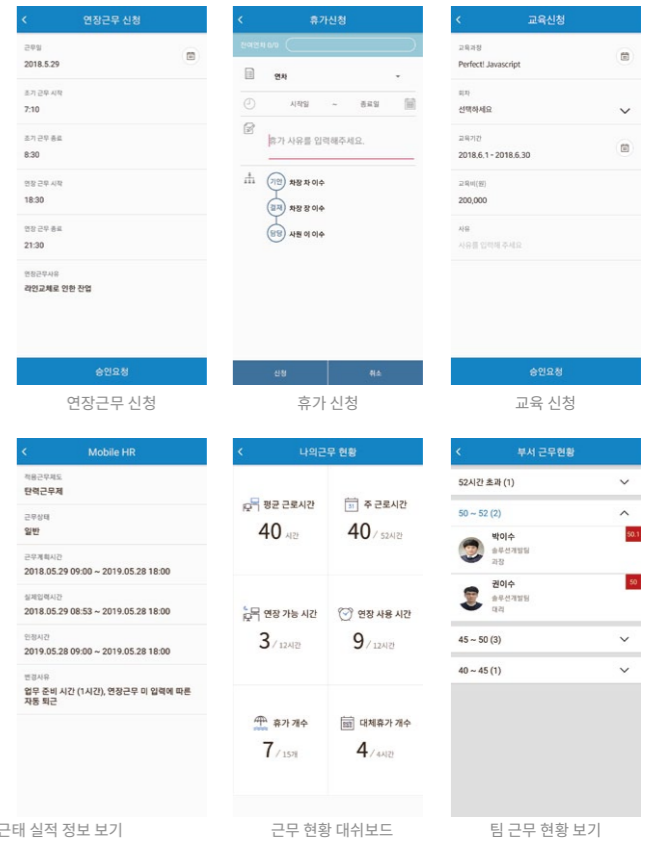 연장근무 신청
근무일
2018.5.29
조기 근무 시작
7:10
조기 근무 종료
8:30
연장 근무 시작
18:30
연장 근무 종료
21:30
연장근무사유
라인교체로 인한 잔업
승인요청
연장근무 신청
휴가신청
연차
시작일 ~ 종료일
휴가 사유를 입력해주세요.
기안 차장 차 이수
결재 차장 장 이수
담당 사원 이 이수
신청 취소
휴가 신청
교육신청
교육과정
Perfect! Javascript
위치
선택하세요
교육기간
2018.6.1 ~ 2018.6.30
교육비(원)
200,000
사유
사유를 입력해 주세요
승인요청
교육 신청
Mobile HR
적용근무제도
탄력근무제
근무상태
일반
근무계획시간
2018.05.29 09:00 ~ 2019.05.28 18:00
실제입력시간
2018.05.29 08:53 ~ 2019.05.28 18:00
인정시간
2019.05.28 09:00 ~ 2019.05.28 18:00
변경사유
업무 준비 시간 (1시간), 연장근무 미 입력에 따른
자동 퇴근
근태 실적 정보 보기
나의근무 현황
평균 근로시간
40 시간
주 근로시간
40 / 52시간
연장 가능 시간
3 / 12시간
연장 사용 시간
9 / 12시간
휴가 개수
7 / 15개
대체휴가 개수
4 / 4시간
근무 현황 대쉬보드
부서 근무현황
52시간 초과 (1)
50 ~ 52 (2)
박이수
50.1
솔루션개발팀
과장
권이수
50
솔루션개발팀
대리
45 ~ 50 (3)
40 ~ 45 (1)
팀 근무 현황 보기